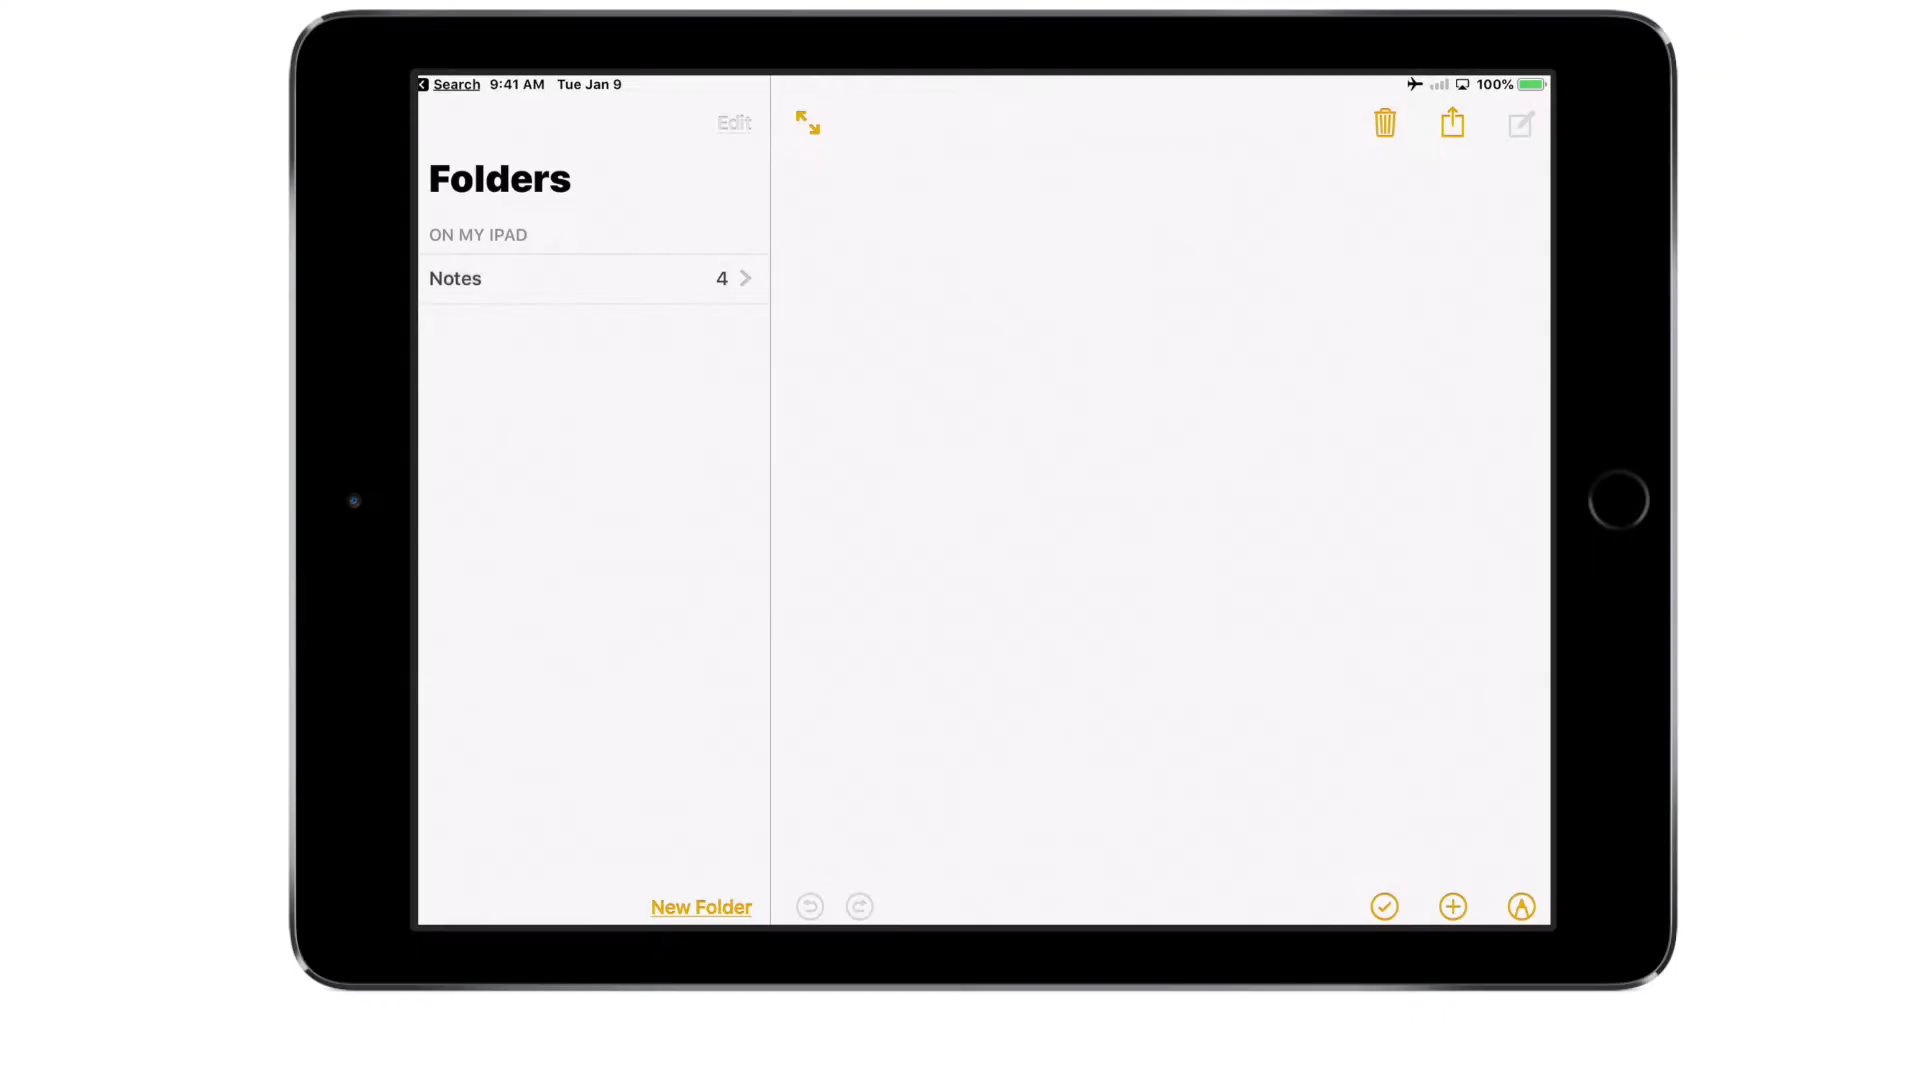 Search 9:41 AM Tue Jan 9 100%
Edit
Folders
ON MY IPAD
Notes 4
New Folder